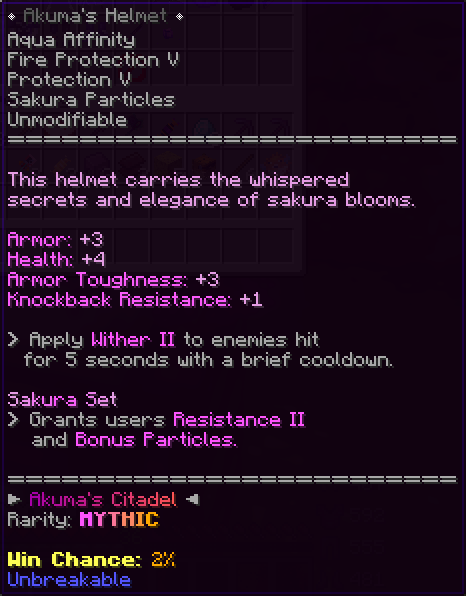 ◆ Akuma's Helmet ◆
Aqua Affinity
Fire Protection V
Protection V
Sakura Particles
Unmodifiable
This helmet carries the whispered
secrets and elegance of sakura blooms.
Armor: +3
Health: +4
Armor Toughness: +3
Knockback Resistance: +1
> Apply Wither II to enemies hit
for 5 seconds with a brief cooldown.
Sakura Set
> Grants users Resistance II
and Bonus Particles.
► Akuma's Citadel ◄
Rarity: MYTHIC
Win Chance: 2%
Unbreakable